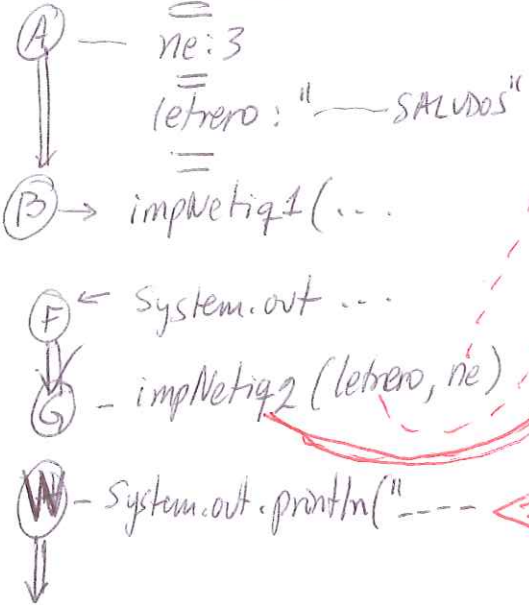 A — ne: 3
letrero: "—— SALUDOS"
B → impNetiq1(...
F ← System.out ...
G - impNetiq2 (letrero, ne)
W - System.out.println("----